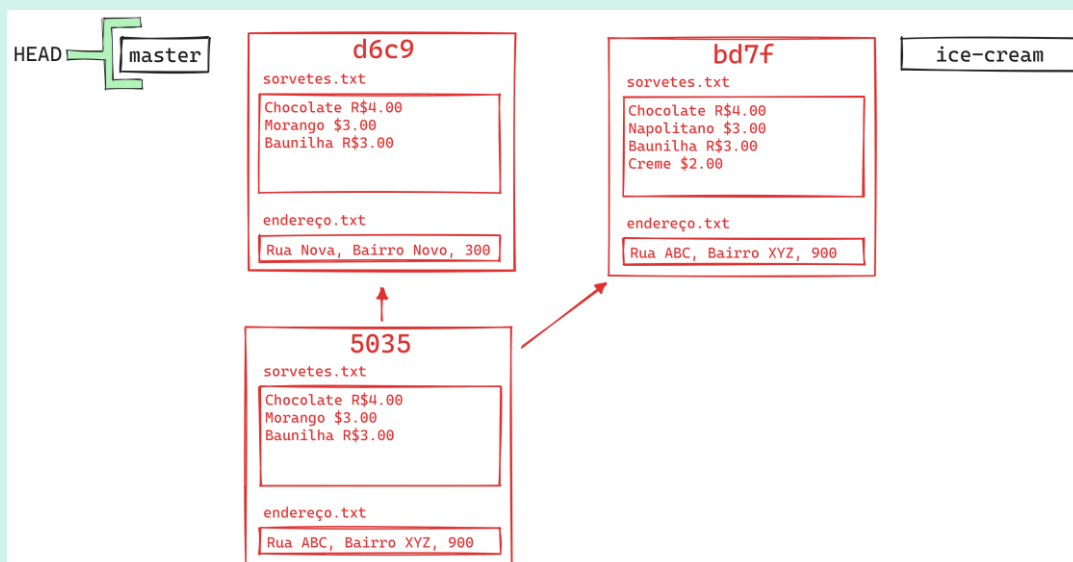 HEAD
master
d6c9
sorvetes.txt
Chocolate R$4.00
Morango $3.00
Baunilha R$3.00
endereço.txt
Rua Nova, Bairro Novo, 300
bd7f
sorvetes.txt
Chocolate R$4.00
Napolitano $3.00
Baunilha R$3.00
Creme $2.00
endereço.txt
Rua ABC, Bairro XYZ, 900
ice-cream
5035
sorvetes.txt
Chocolate R$4.00
Morango $3.00
Baunilha R$3.00
endereço.txt
Rua ABC, Bairro XYZ, 900